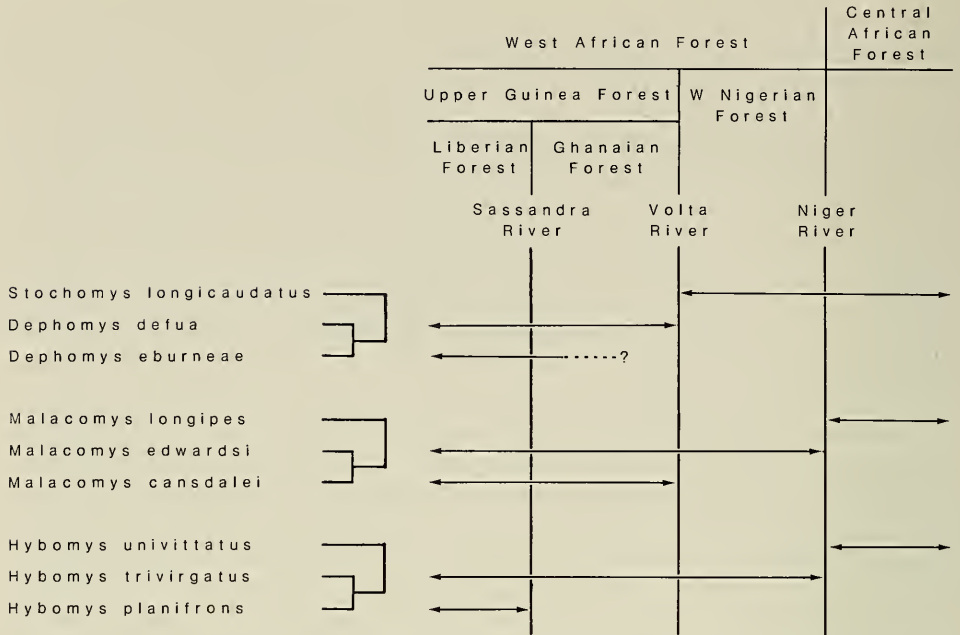 Central
African
Forest
West African Forest
Upper Guinea Forest
W Nigerian
Forest
Liberian
Forest
Ghanaian
Forest
Sassandra
River
Volta
River
Niger
River
Stochomys longicaudatus
Dephomys defua
Dephomys eburneae
?
Malacomys longipes
Malacomys edwardsi
Malacomys cansdalei
Hybomys univittatus
Hybomys trivirgatus
Hybomys planifrons